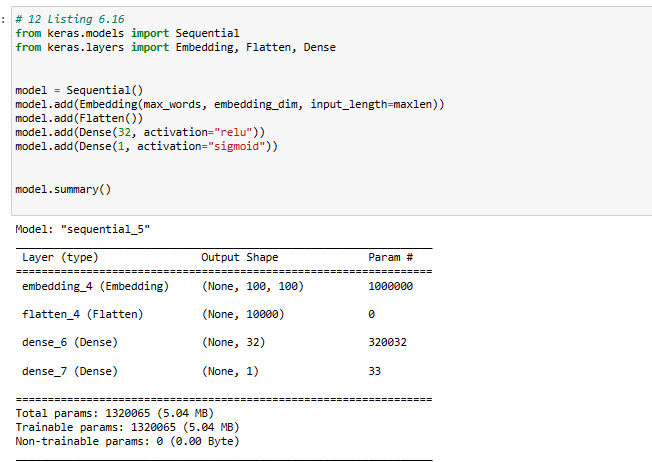 : # 12 Listing 6.16
from keras.models import Sequential
from keras.layers import Embedding, Flatten, Dense
model = Sequential()
model.add(Embedding(max_words, embedding_dim, input_length=maxlen))
model.add(Flatten())
model.add(Dense(32, activation="relu"))
model.add(Dense(1, activation="sigmoid"))
model.summary()
Model: "sequential_5"
Layer (type) Output Shape Param #
=================================================================
embedding_4 (Embedding) (None, 100, 100) 1000000
flatten_4 (Flatten) (None, 10000) 0
dense_6 (Dense) (None, 32) 320032
dense_7 (Dense) (None, 1) 33
=================================================================
Total params: 1320065 (5.04 MB)
Trainable params: 1320065 (5.04 MB)
Non-trainable params: 0 (0.00 Byte)